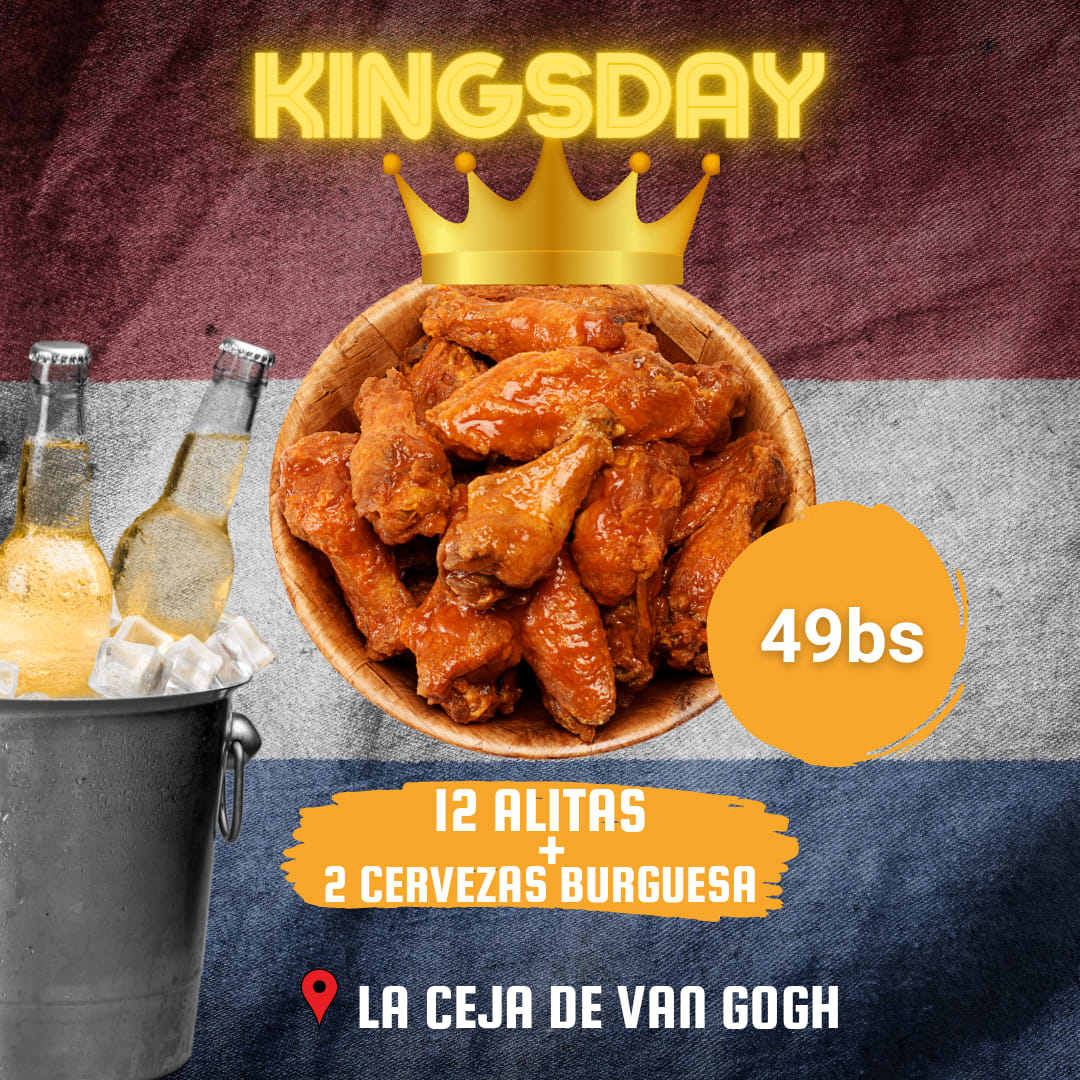 KINGSDAY
49bs
12 ALITAS
+
2 CERVEZAS BURGUESA
LA CEJA DE VAN GOGH